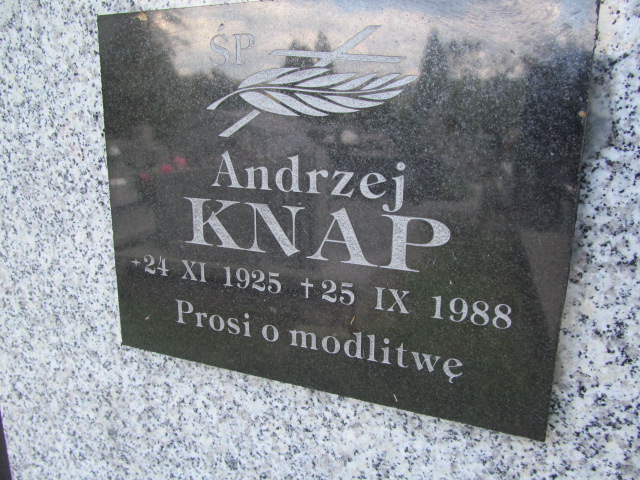 ŚP
Andrzej
KNAP
* 24 XI 1925 † 25 IX 1988
Prosi o modlitwę